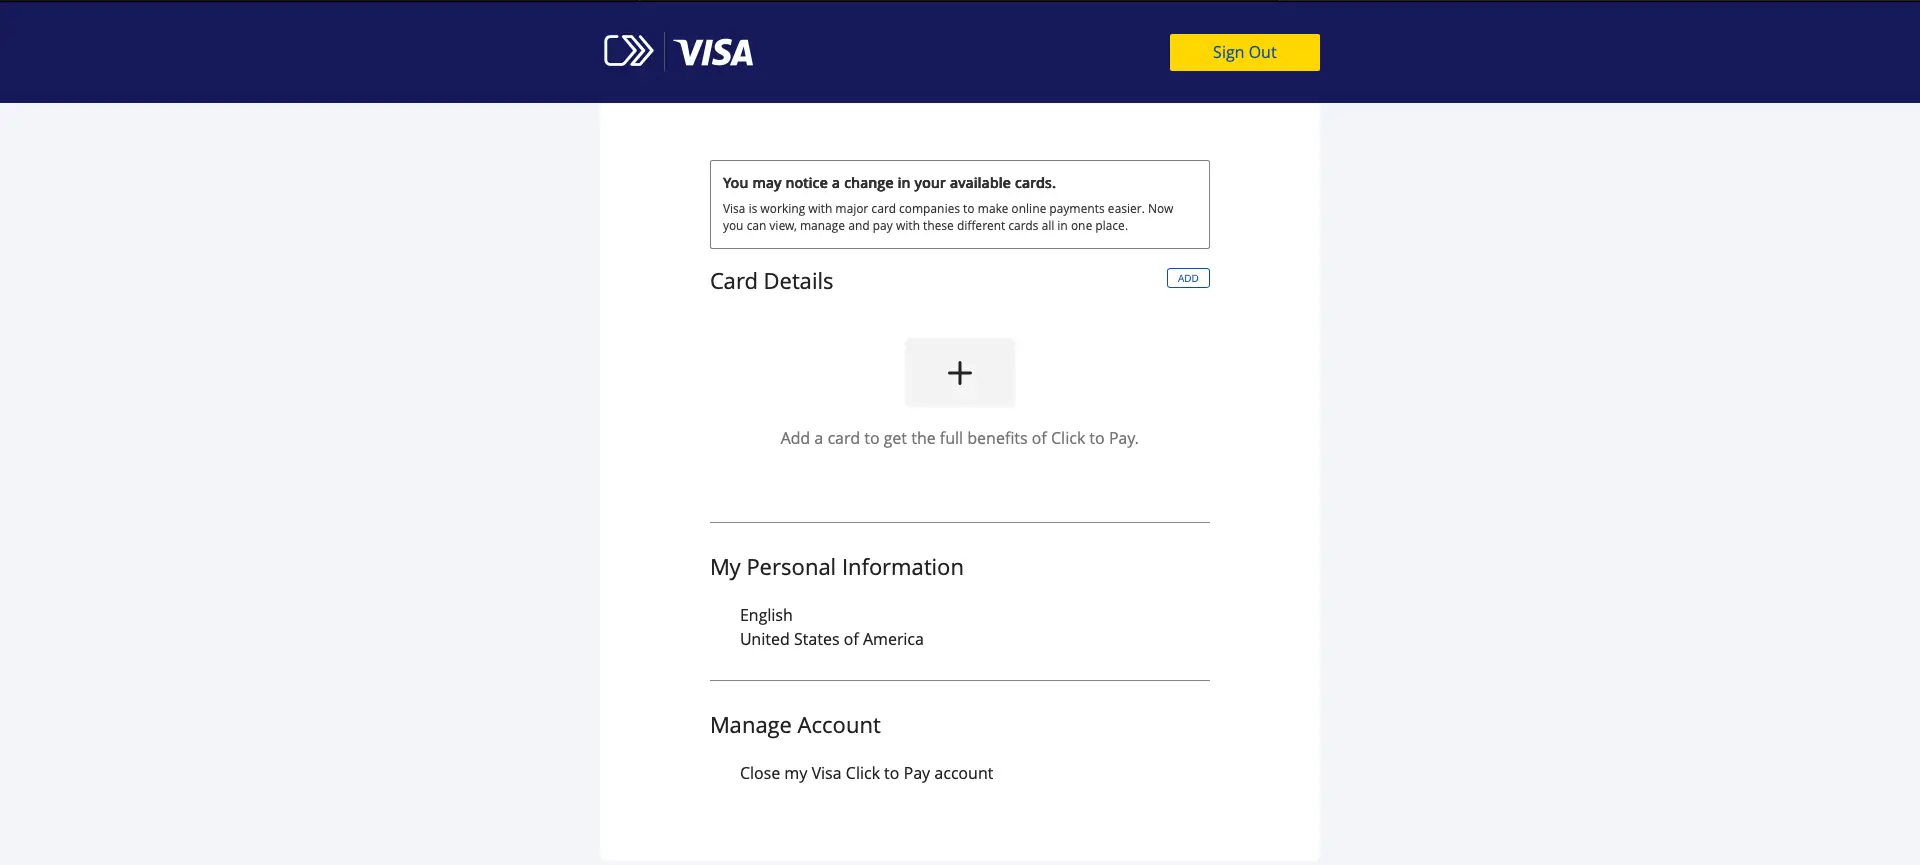 VISA
Sign Out
You may notice a change in your available cards.
Visa is working with major card companies to make online payments easier. Now
you can view, manage and pay with these different cards all in one place.
Card Details
ADD
Add a card to get the full benefits of Click to Pay.
My Personal Information
English
United States of America
Manage Account
Close my Visa Click to Pay account